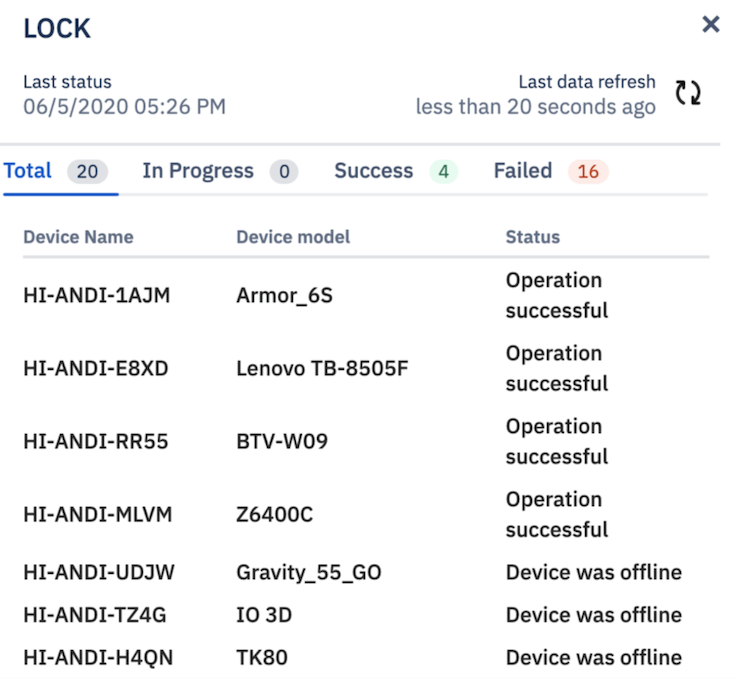 LOCK
Last status
06/5/2020 05:26 PM
Last data refresh
less than 20 seconds ago
Total 20 In Progress 0 Success 4 Failed 16
Device Name Device model Status
HI-ANDI-1AJM Armor_6S Operation
successful
HI-ANDI-E8XD Lenovo TB-8505F Operation
successful
HI-ANDI-RR55 BTV-W09 Operation
successful
HI-ANDI-MLVM Z6400C Operation
successful
HI-ANDI-UDJW Gravity_55_GO Device was offline
HI-ANDI-TZ4G IO 3D Device was offline
HI-ANDI-H4QN TK80 Device was offline